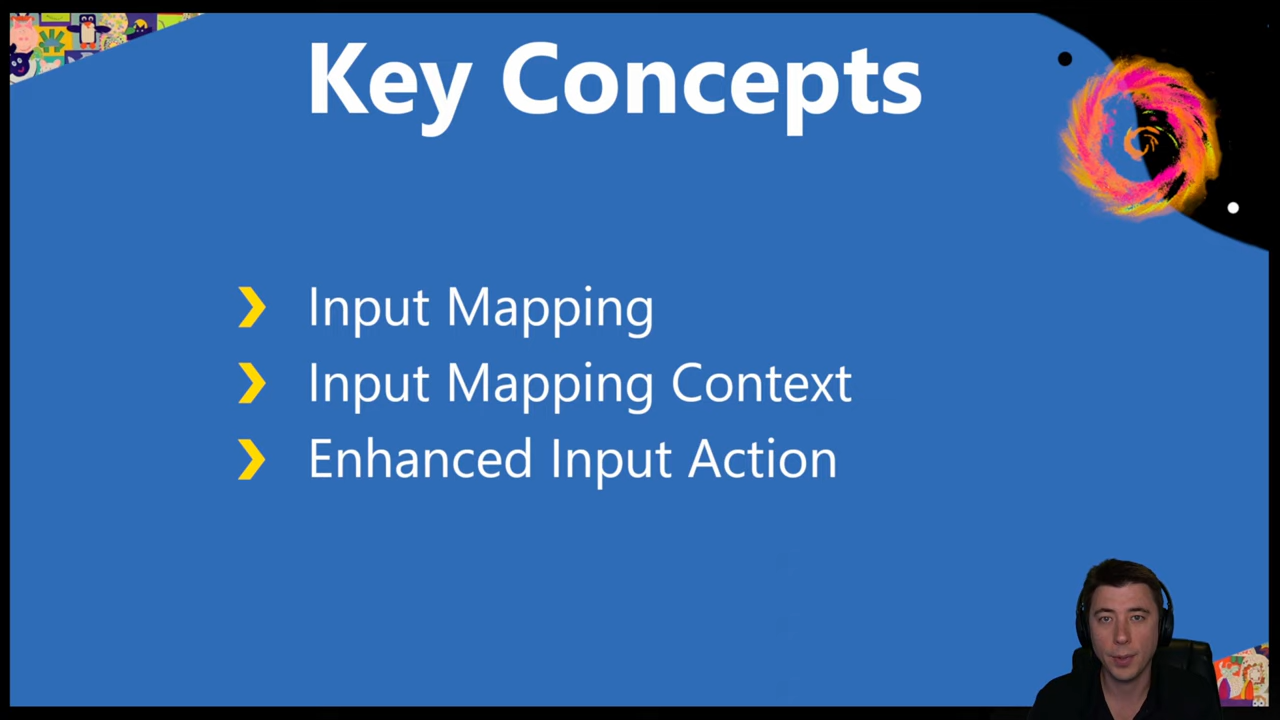 Key Concepts
Input Mapping
Input Mapping Context
Enhanced Input Action